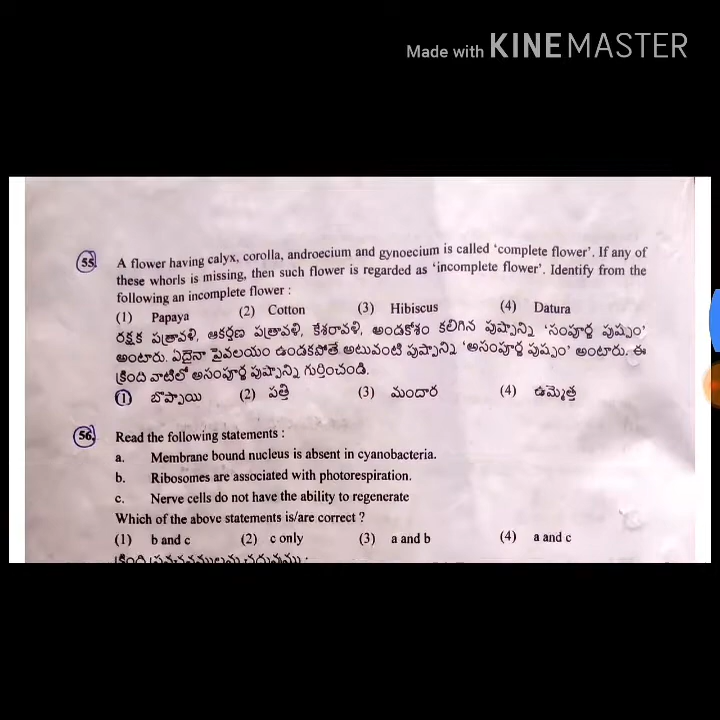 Made with KINEMASTER
55. A flower having calyx, corolla, androecium and gynoecium is called ‘complete flower’. If any of
these whorls is missing, then such flower is regarded as ‘incomplete flower’. Identify from the
following an incomplete flower :
(1) Papaya (2) Cotton (3) Hibiscus (4) Datura
రక్షక పత్రావళి, ఆకర్షణ పత్రావళి, కేశరావళి, అండకోశం కలిగిన పుష్పాన్ని ‘సంపూర్ణ పుష్పం’
అంటారు. ఏదైనా పైవలయం ఉండకపోతే అటువంటి పుష్పాన్ని ‘అసంపూర్ణ పుష్పం’ అంటారు. ఈ
క్రింది వాటిలో అసంపూర్ణ పుష్పాన్ని గుర్తించండి.
(1) బొప్పాయి (2) పత్తి (3) మందార (4) ఉమ్మెత్త
56. Read the following statements :
a. Membrane bound nucleus is absent in cyanobacteria.
b. Ribosomes are associated with photorespiration.
c. Nerve cells do not have the ability to regenerate
Which of the above statements is/are correct ?
(1) b and c (2) c only (3) a and b (4) a and c